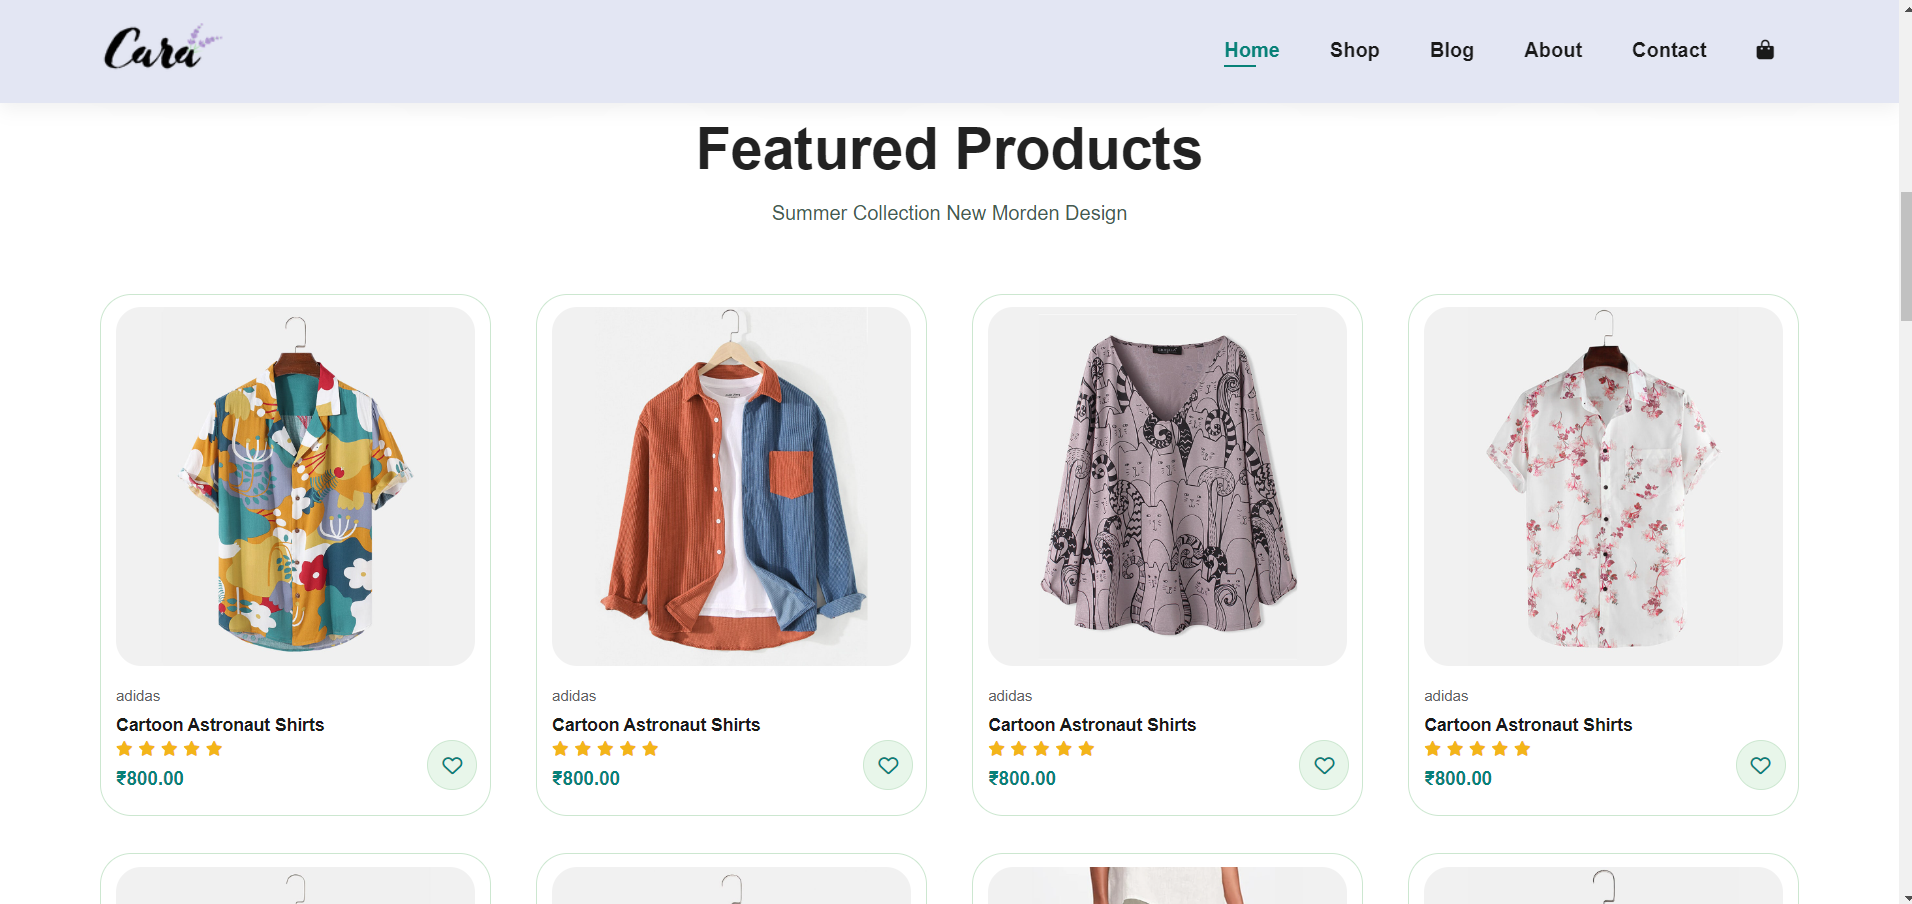 Cara
Home Shop Blog About Contact
Featured Products
Summer Collection New Morden Design
adidas
Cartoon Astronaut Shirts
₹800.00
adidas
Cartoon Astronaut Shirts
₹800.00
adidas
Cartoon Astronaut Shirts
₹800.00
adidas
Cartoon Astronaut Shirts
₹800.00